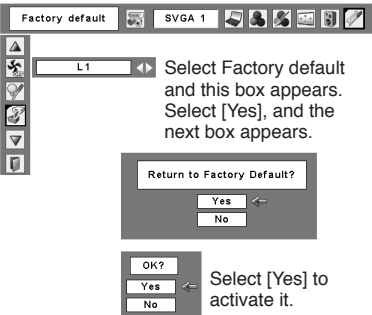 Factory default SVGA 1
L1
Select Factory default
and this box appears.
Select [Yes], and the
next box appears.
Return to Factory Default?
Yes
No
OK?
Yes
No
Select [Yes] to
activate it.